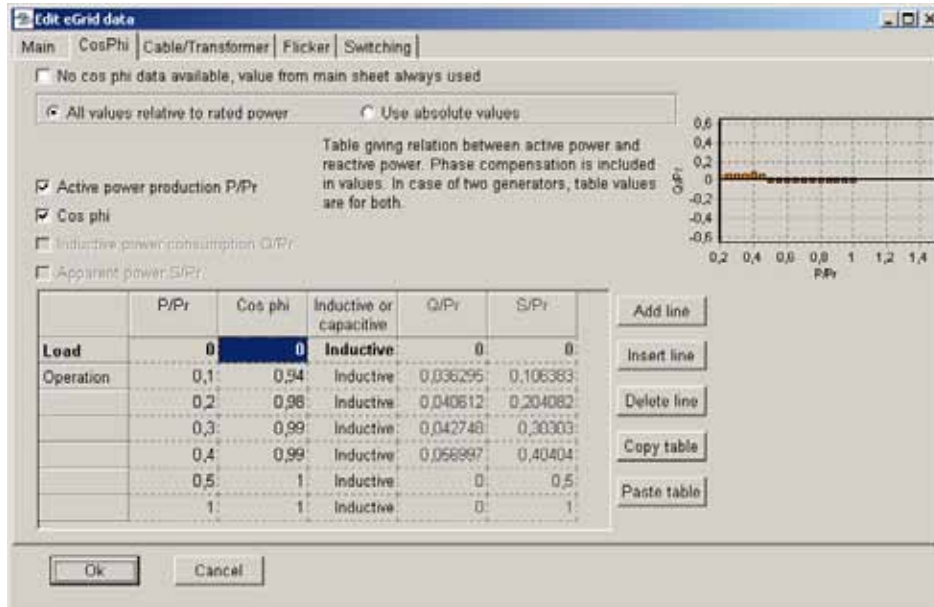 Edit eGrid data
Main CosPhi Cable/Transformer Flicker Switching
No cos phi data available, value from main sheet always used
All values relative to rated power Use absolute values
Table giving relation between active power and
reactive power. Phase compensation is included
in values. In case of two generators, table values
are for both.
Active power production P/Pr
Cos phi
Inductive power consumption Q/Pr
Apparent power S/Pr
0,6
0,4
0,2
0
-0,2
-0,4
-0,6
Q/Pr
0,2 0,4 0,6 0,8 1 1,2 1,4
P/Pr
P/Pr Cos phi Inductive or capacitive Q/Pr S/Pr
Load 0 0 Inductive 0 0
Operation 0,1 0,94 Inductive 0,036295 0,106383
0,2 0,98 Inductive 0,040612 0,204082
0,3 0,99 Inductive 0,042748 0,30303
0,4 0,99 Inductive 0,056997 0,40404
0,5 1 Inductive 0 0,5
1 1 Inductive 0 1
Add line
Insert line
Delete line
Copy table
Paste table
Ok Cancel